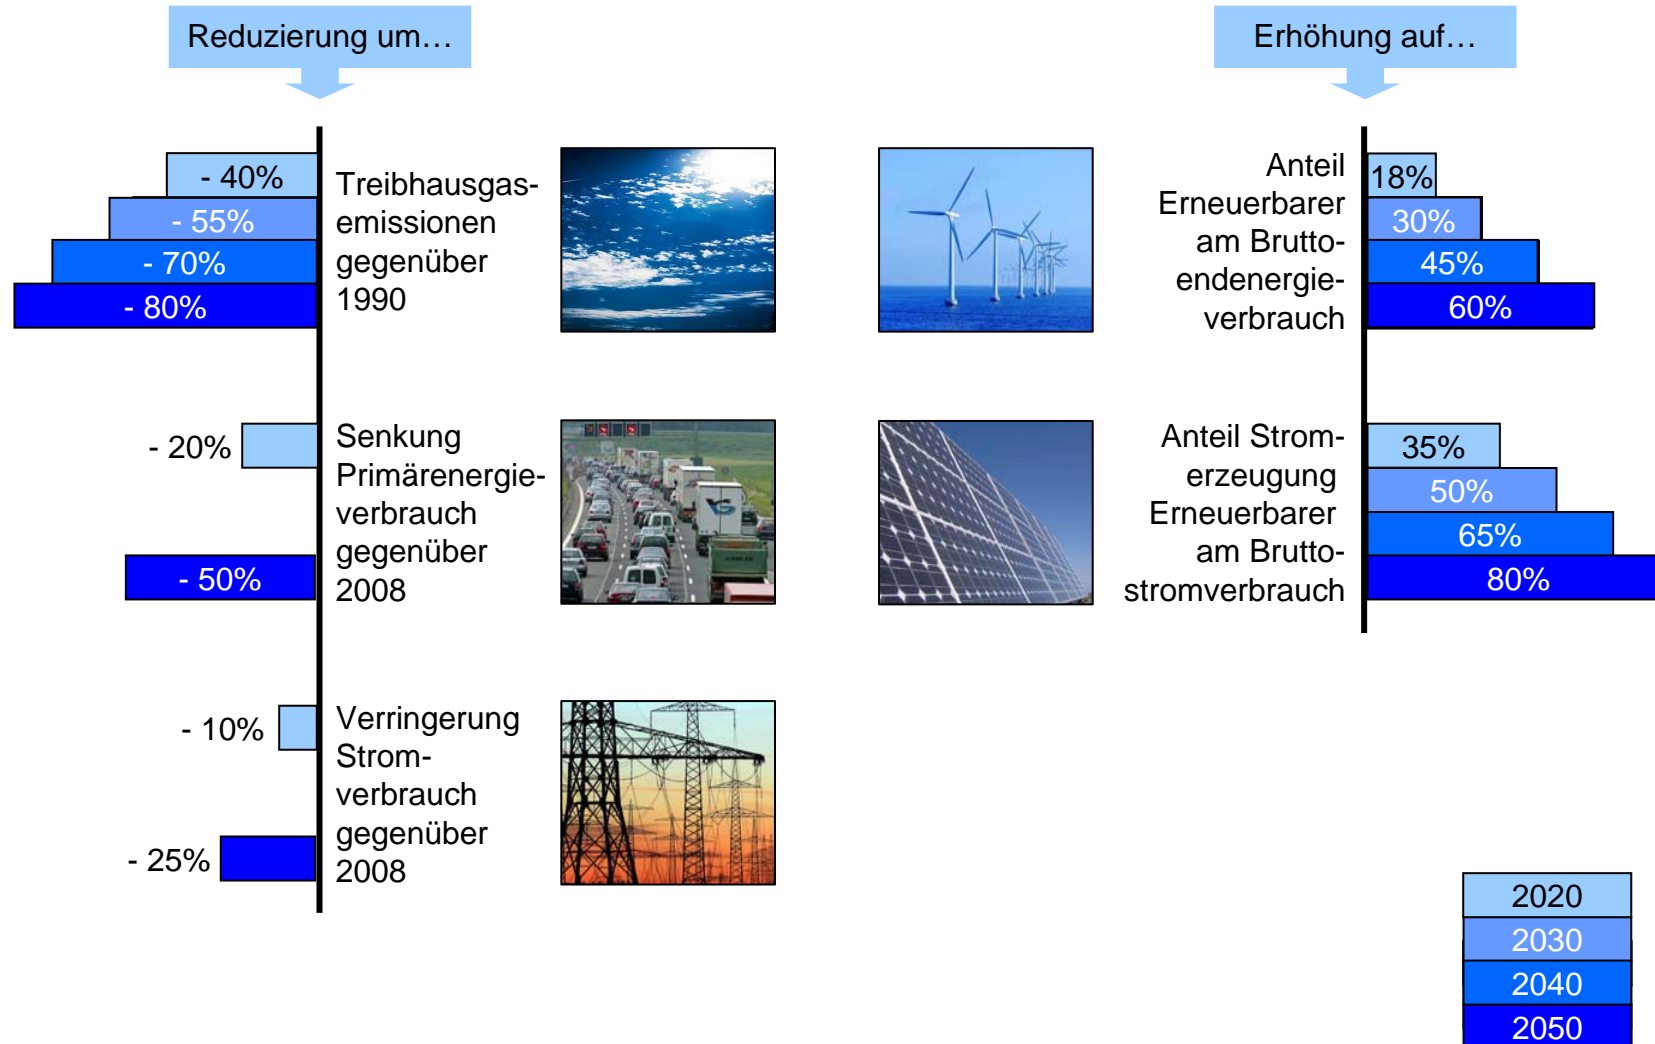 Reduzierung um…
Erhöhung auf…
- 40%
- 55%
- 70%
- 80%
Treibhausgas-
emissionen
gegenüber
1990
Anteil
Erneuerbarer
am Brutto-
endenergie-
verbrauch
18%
30%
45%
60%
- 20%
- 50%
Senkung
Primärenergie-
verbrauch
gegenüber
2008
Anteil Strom-
erzeugung
Erneuerbarer
am Brutto-
stromverbrauch
35%
50%
65%
80%
- 10%
- 25%
Verringerung
Strom-
verbrauch
gegenüber
2008
2020
2030
2040
2050